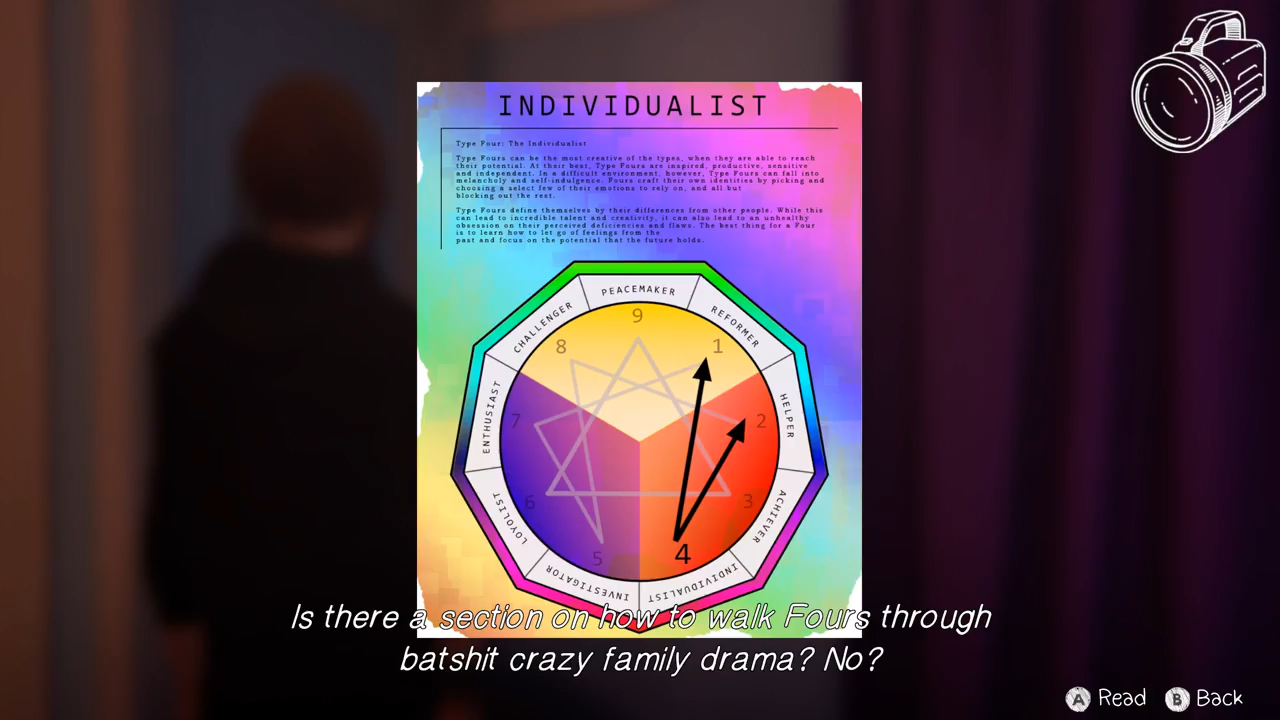 INDIVIDUALIST
Type Four: The Individualist
Type Fours can be the most creative of the types, when they are able to reach
their potential. At their best, Type Fours are inspired, productive, sensitive
and independent. In a difficult environment, however, Type Fours can fall into
melancholy and self-indulgence. Fours craft their own identities by picking and
choosing a select few of their emotions to rely on, and all but
blocking out the rest.
Type Fours define themselves by their differences from other people. While this
can lead to incredible talent and creativity, it can also lead to an unhealthy
obsession on their perceived deficiencies and flaws. The best thing for a Four
is to learn how to let go of feelings from the
past and focus on the potential that the future holds.
PEACEMAKER
9
REFORMER
1
HELPER
2
ACHIEVER
3
INDIVIDUALIST
4
INVESTIGATOR
5
LOYOLIST
6
ENTHUSIAST
7
CHALLENGER
8
Is there a section on how to walk Fours through
batshit crazy family drama? No?
A Read B Back